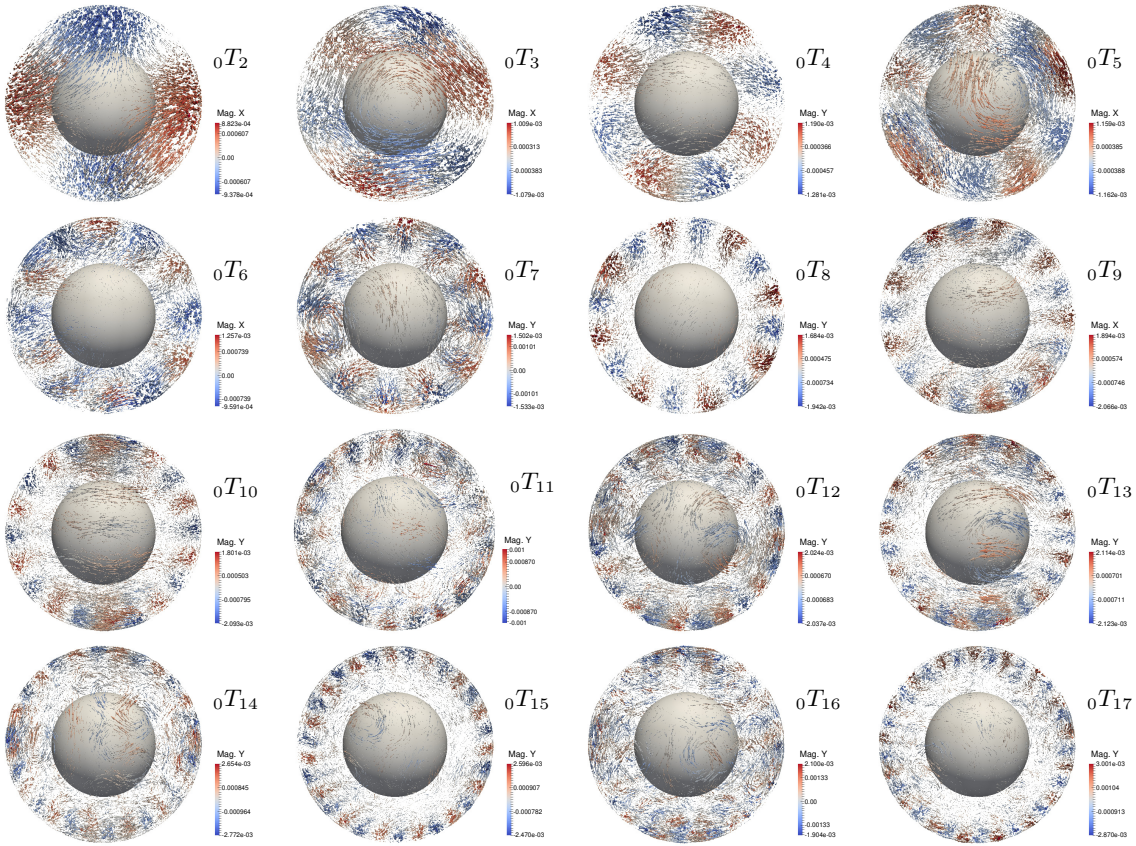 ₀T₂
Mag. X
8.823e-04
0.000607
0.00
-0.000607
-9.378e-04
₀T₃
Mag. X
1.009e-03
0.000313
-0.000383
-1.079e-03
₀T₄
Mag. Y
1.190e-03
0.000366
-0.000457
-1.281e-03
₀T₅
Mag. X
1.159e-03
0.000385
-0.000388
-1.162e-03
₀T₆
Mag. X
1.257e-03
0.000739
0.00
-0.000739
-9.591e-04
₀T₇
Mag. Y
1.502e-03
0.00101
0.00
-0.00101
-1.533e-03
₀T₈
Mag. Y
1.684e-03
0.000475
-0.000734
-1.942e-03
₀T₉
Mag. X
1.894e-03
0.000574
-0.000746
-2.066e-03
₀T₁₀
Mag. Y
1.801e-03
0.000503
-0.000795
-2.093e-03
₀T₁₁
Mag. Y
0.001
0.000870
0.00
-0.000870
-0.001
₀T₁₂
Mag. Y
2.024e-03
0.000670
-0.000683
-2.037e-03
₀T₁₃
Mag. Y
2.114e-03
0.000701
-0.000711
-2.123e-03
₀T₁₄
Mag. Y
2.654e-03
0.000845
-0.000964
-2.772e-03
₀T₁₅
Mag. Y
2.596e-03
0.000907
-0.000782
-2.470e-03
₀T₁₆
Mag. Y
2.100e-03
0.00133
0.00
-0.00133
-1.904e-03
₀T₁₇
Mag. Y
3.001e-03
0.00104
-0.000913
-2.870e-03